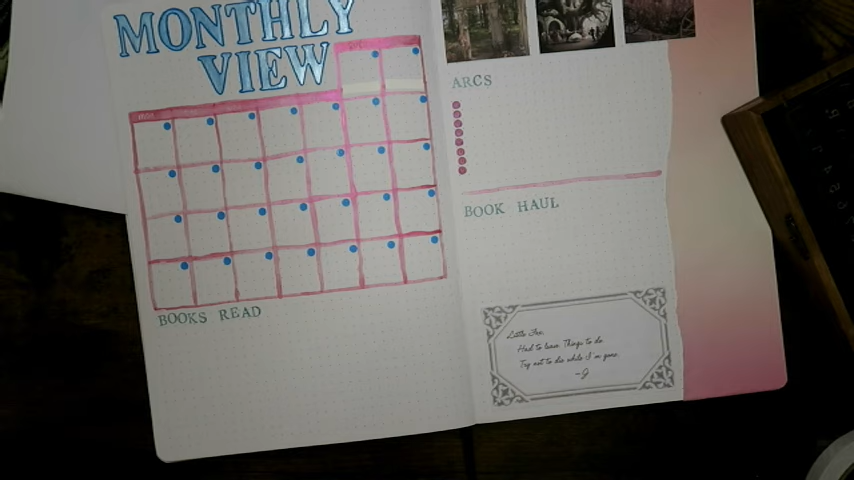 MONTHLY
VIEW
ARCS
BOOK HAUL
Little Fox,
Had to leave. Things to do.
Try not to die while I'm gone.
-J
BOOKS READ